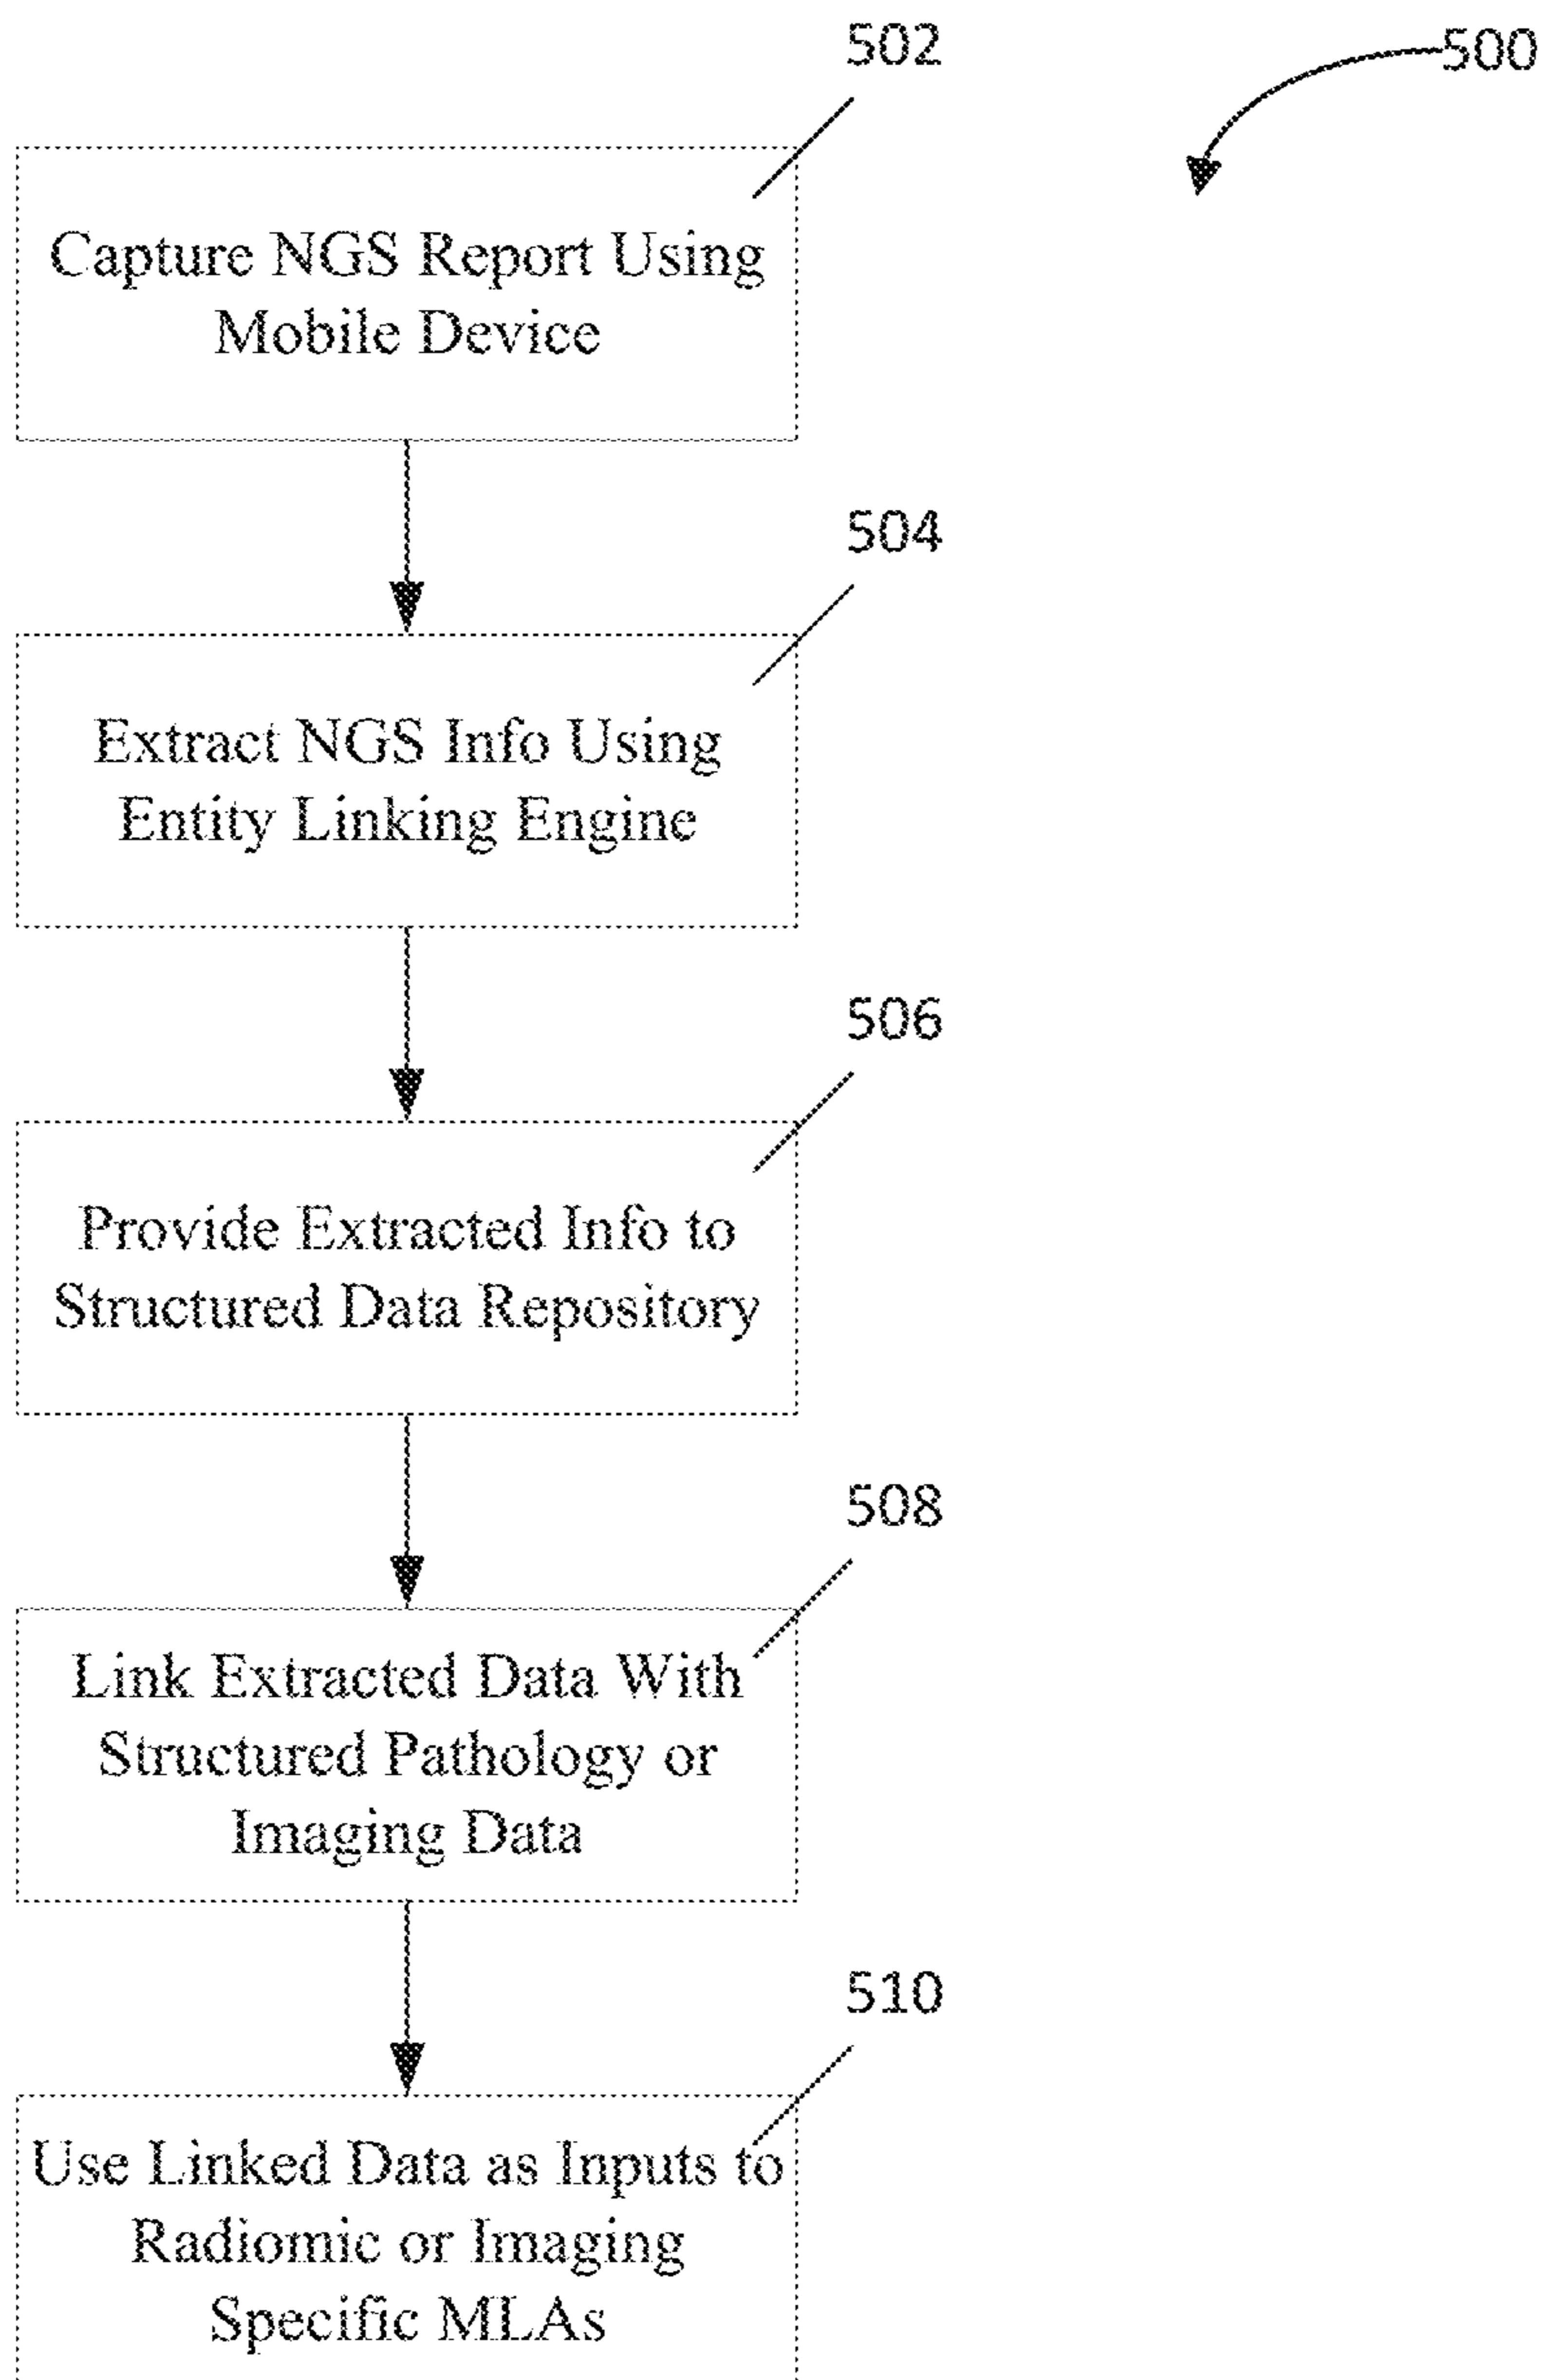 502
500
Capture NGS Report Using
Mobile Device
504
Extract NGS Info Using
Entity Linking Engine
506
Provide Extracted Info to
Structured Data Repository
508
Link Extracted Data With
Structured Pathology or
Imaging Data
510
Use Linked Data as Inputs to
Radiomic or Imaging
Specific MLAs